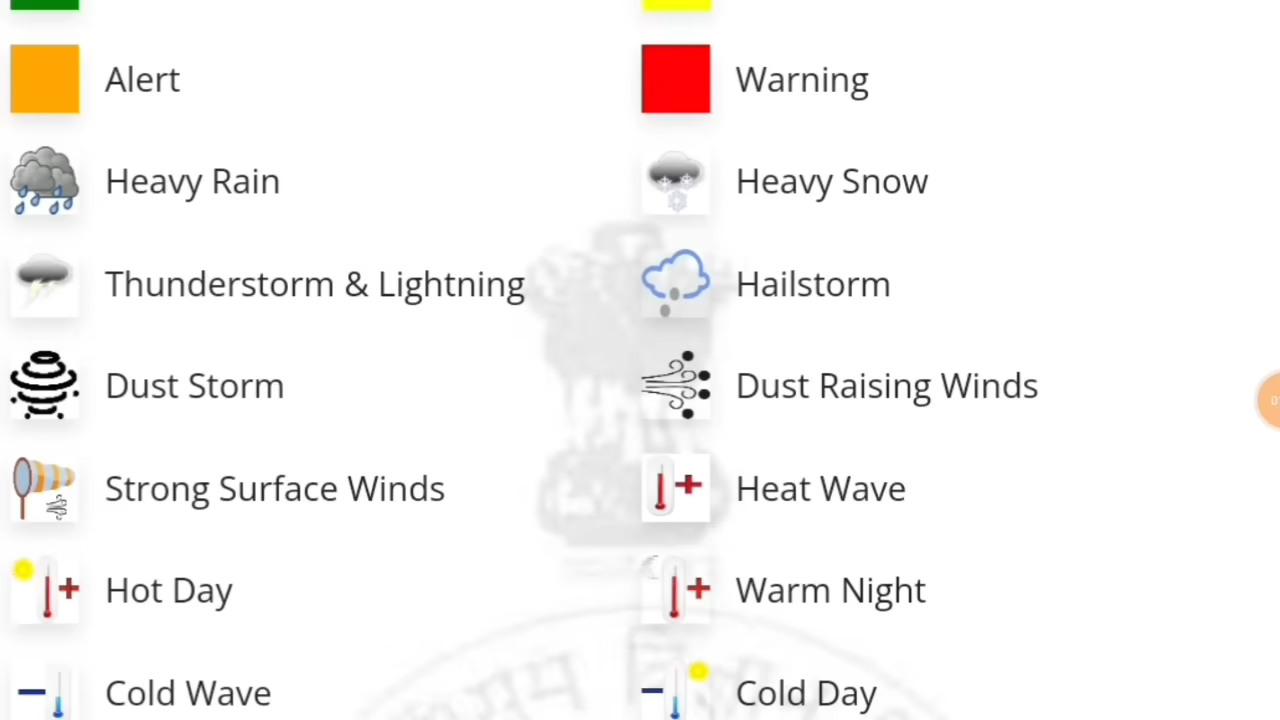 Alert
Warning
Heavy Rain
Heavy Snow
Thunderstorm & Lightning
Hailstorm
Dust Storm
Dust Raising Winds
Strong Surface Winds
Heat Wave
Hot Day
Warm Night
Cold Wave
Cold Day